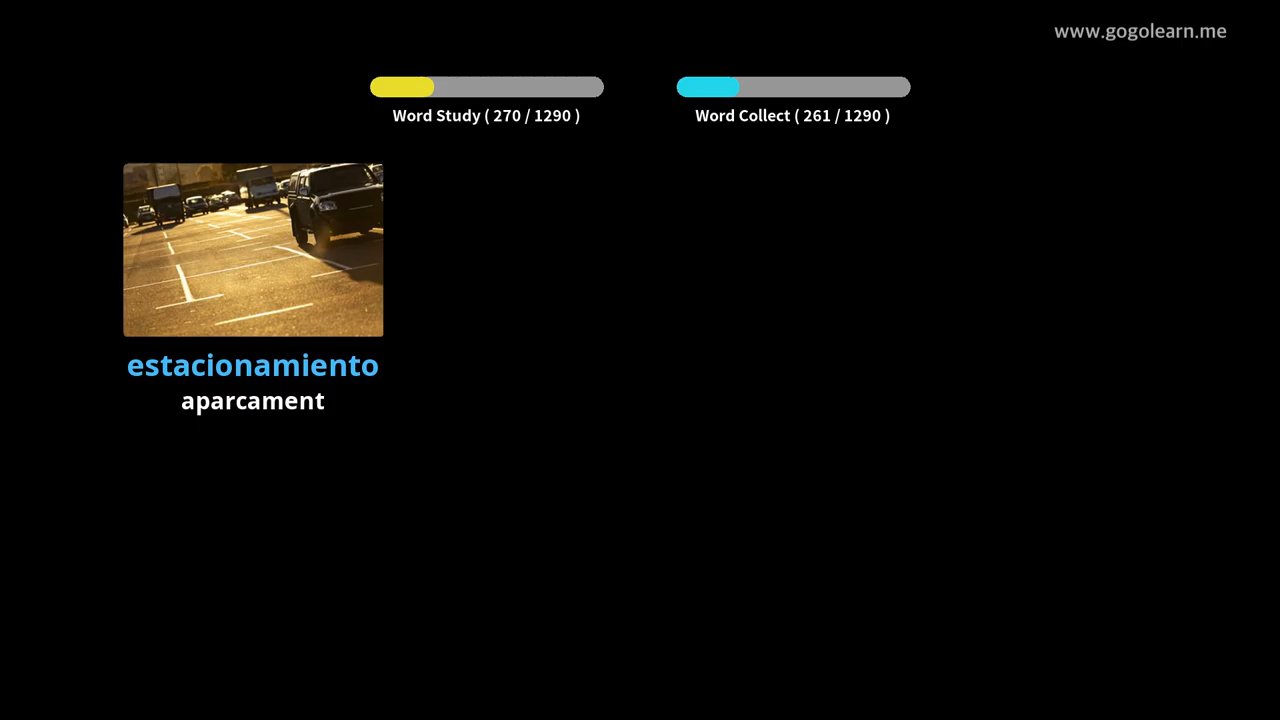 www.gogolearn.me
Word Study ( 270 / 1290 )
Word Collect ( 261 / 1290 )
estacionamiento
aparcament